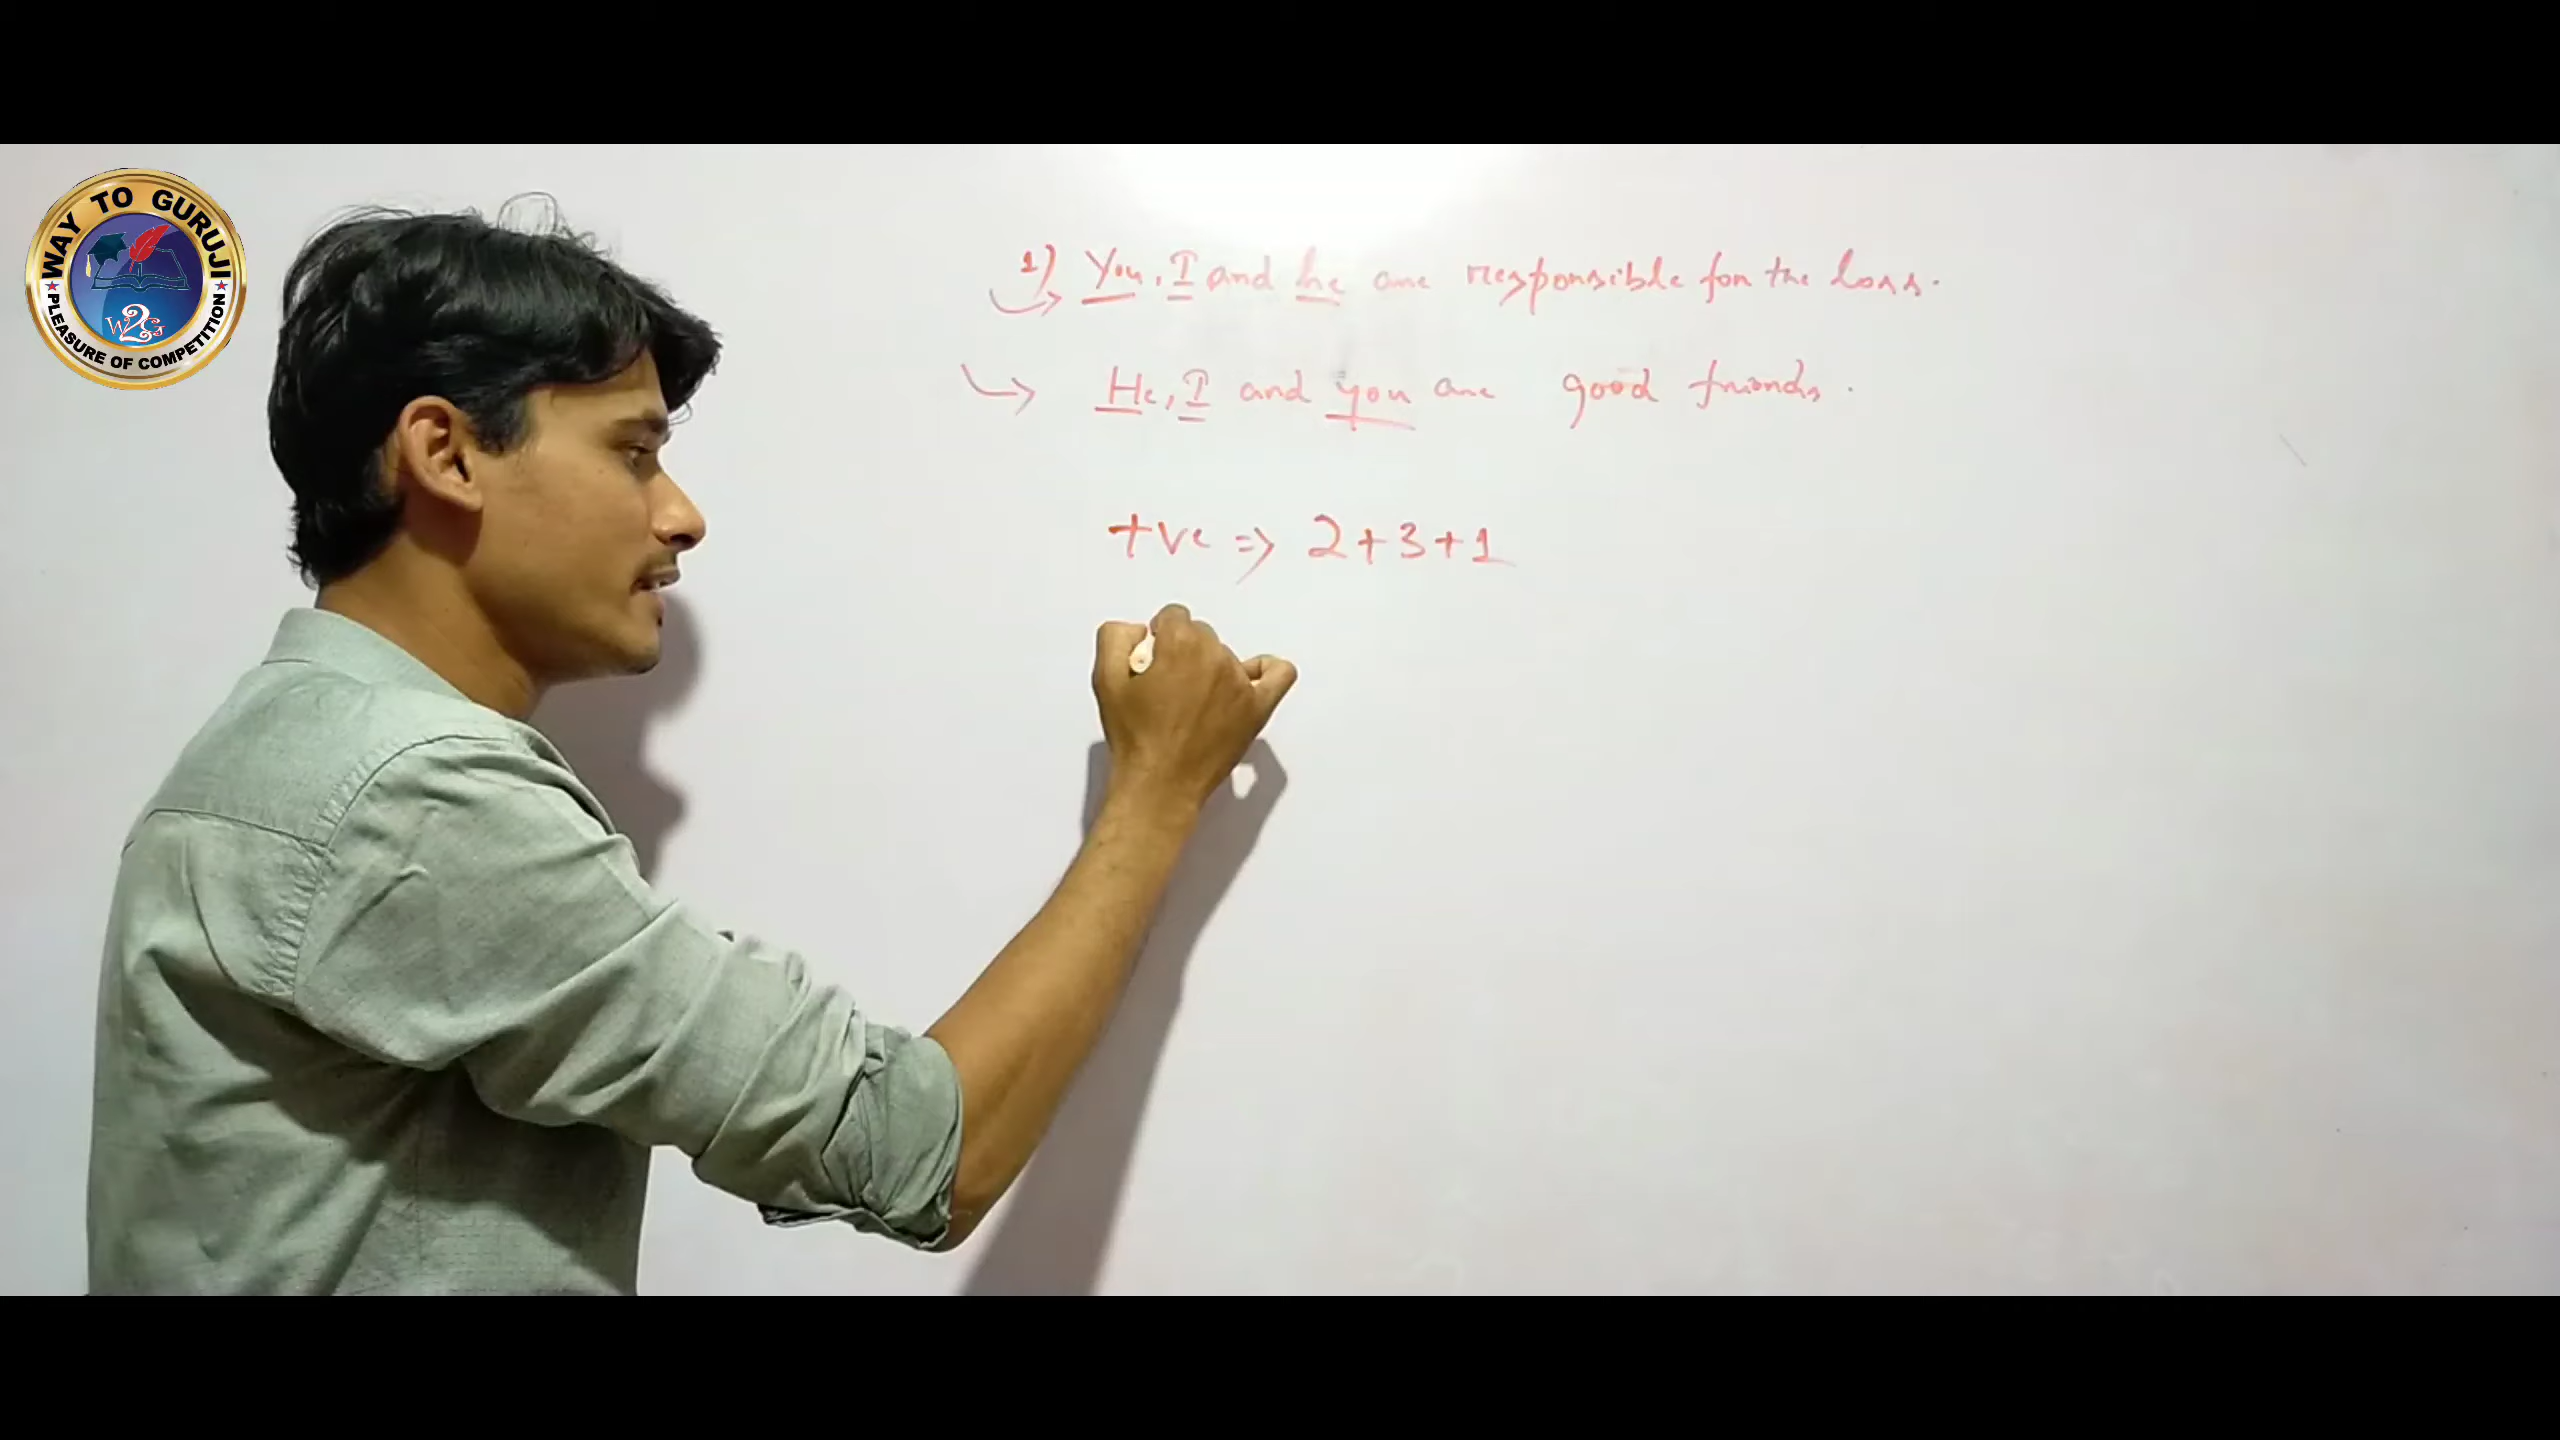 WAY TO GURUJI
W2G
PLEASURE OF COMPETITION
1) You, I and he are responsible for the loss.
He, I and you are good friends.
+ve => 2+3+1